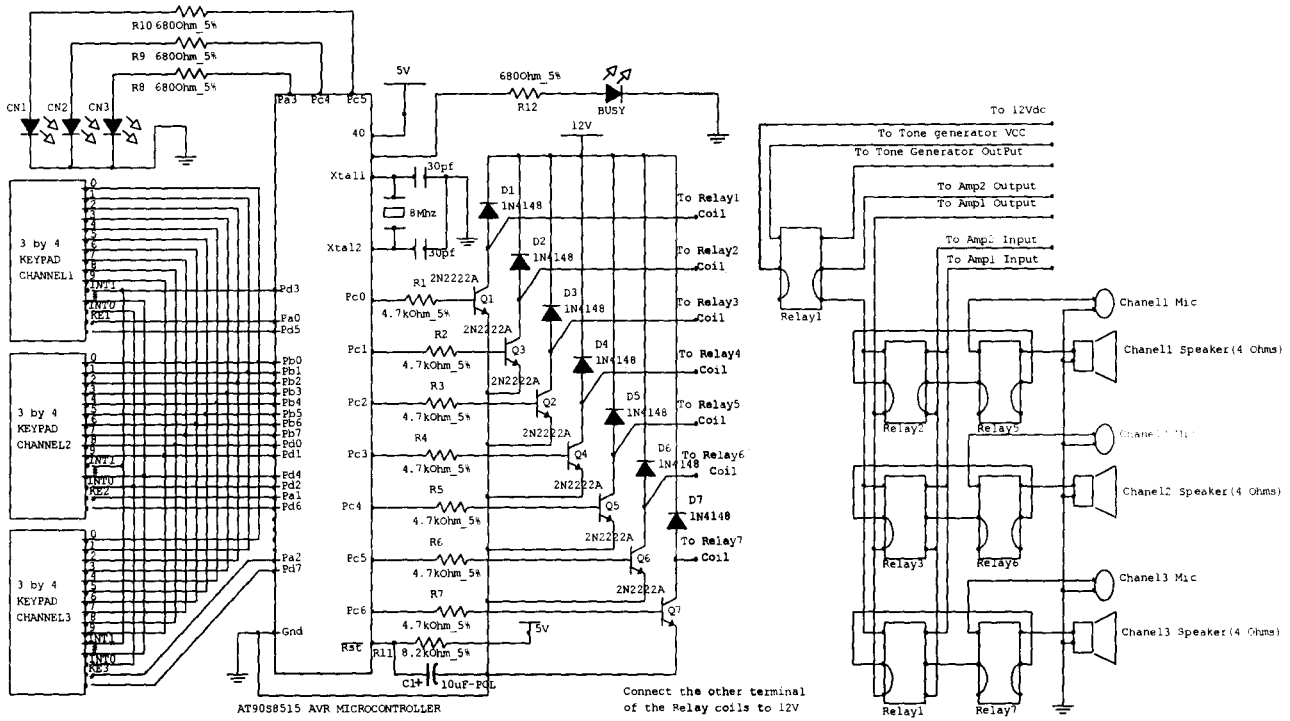 R10 680Ohm_5%
R9 680Ohm_5%
R8 680Ohm_5%
CN1
CN2
CN3
Pa3
Pc4
Pc5
5V
40
680Ohm_5%
R12
BUSY
12V
Xtal1
30pf
8Mhz
Xtal2
30pf
3 by 4
KEYPAD
CHANNEL1
0
1
2
3
4
5
6
7
8
9
INT1
INT0
RE1
Pd3
Pa0
Pd5
3 by 4
KEYPAD
CHANNEL2
0
1
2
3
4
5
6
7
8
9
INT1
INT0
RE2
Pb0
Pb1
Pb2
Pb3
Pb4
Pb5
Pb6
Pb7
Pd0
Pd1
Pd4
Pd2
Pa1
Pd6
3 by 4
KEYPAD
CHANNEL3
0
1
2
3
4
5
6
7
8
9
INT1
INT0
RE3
Pa2
Pd7
Gnd
Pc0
R1
4.7kOhm_5%
2N2222A
Q1
D1
1N4148
To Relay1
Coil
Pc1
R2
4.7kOhm_5%
2N2222A
Q3
D2
1N4148
To Relay2
Coil
Pc2
R3
4.7kOhm_5%
2N2222A
Q2
D3
1N4148
To Relay3
Coil
Pc3
R4
4.7kOhm_5%
2N2222A
Q4
D4
1N4148
To Relay4
Coil
Pc4
R5
4.7kOhm_5%
2N2222A
Q5
D5
1N4148
To Relay5
Coil
Pc5
R6
4.7kOhm_5%
2N2222A
Q6
D6
1N4148
To Relay6
Coil
Pc6
R7
4.7kOhm_5%
2N2222A
Q7
D7
1N4148
To Relay7
Coil
Rst
R11
8.2kOhm_5%
5V
C1+
10uF-POL
AT90S8515 AVR MICROCONTROLLER
Connect the other terminal
of the Relay coils to 12V
To 12Vdc
To Tone generator VCC
To Tone Generator OutPut
To Amp2 Output
To Amp1 Output
To Amp2 Input
To Amp1 Input
Relay1
Chanel1 Mic
Chanel1 Speaker(4 Ohms)
Relay2
Relay5
Chanel2 Mic
Chanel2 Speaker(4 Ohms)
Relay3
Relay6
Chanel3 Mic
Chanel3 Speaker(4 Ohms)
Relay1
Relay7